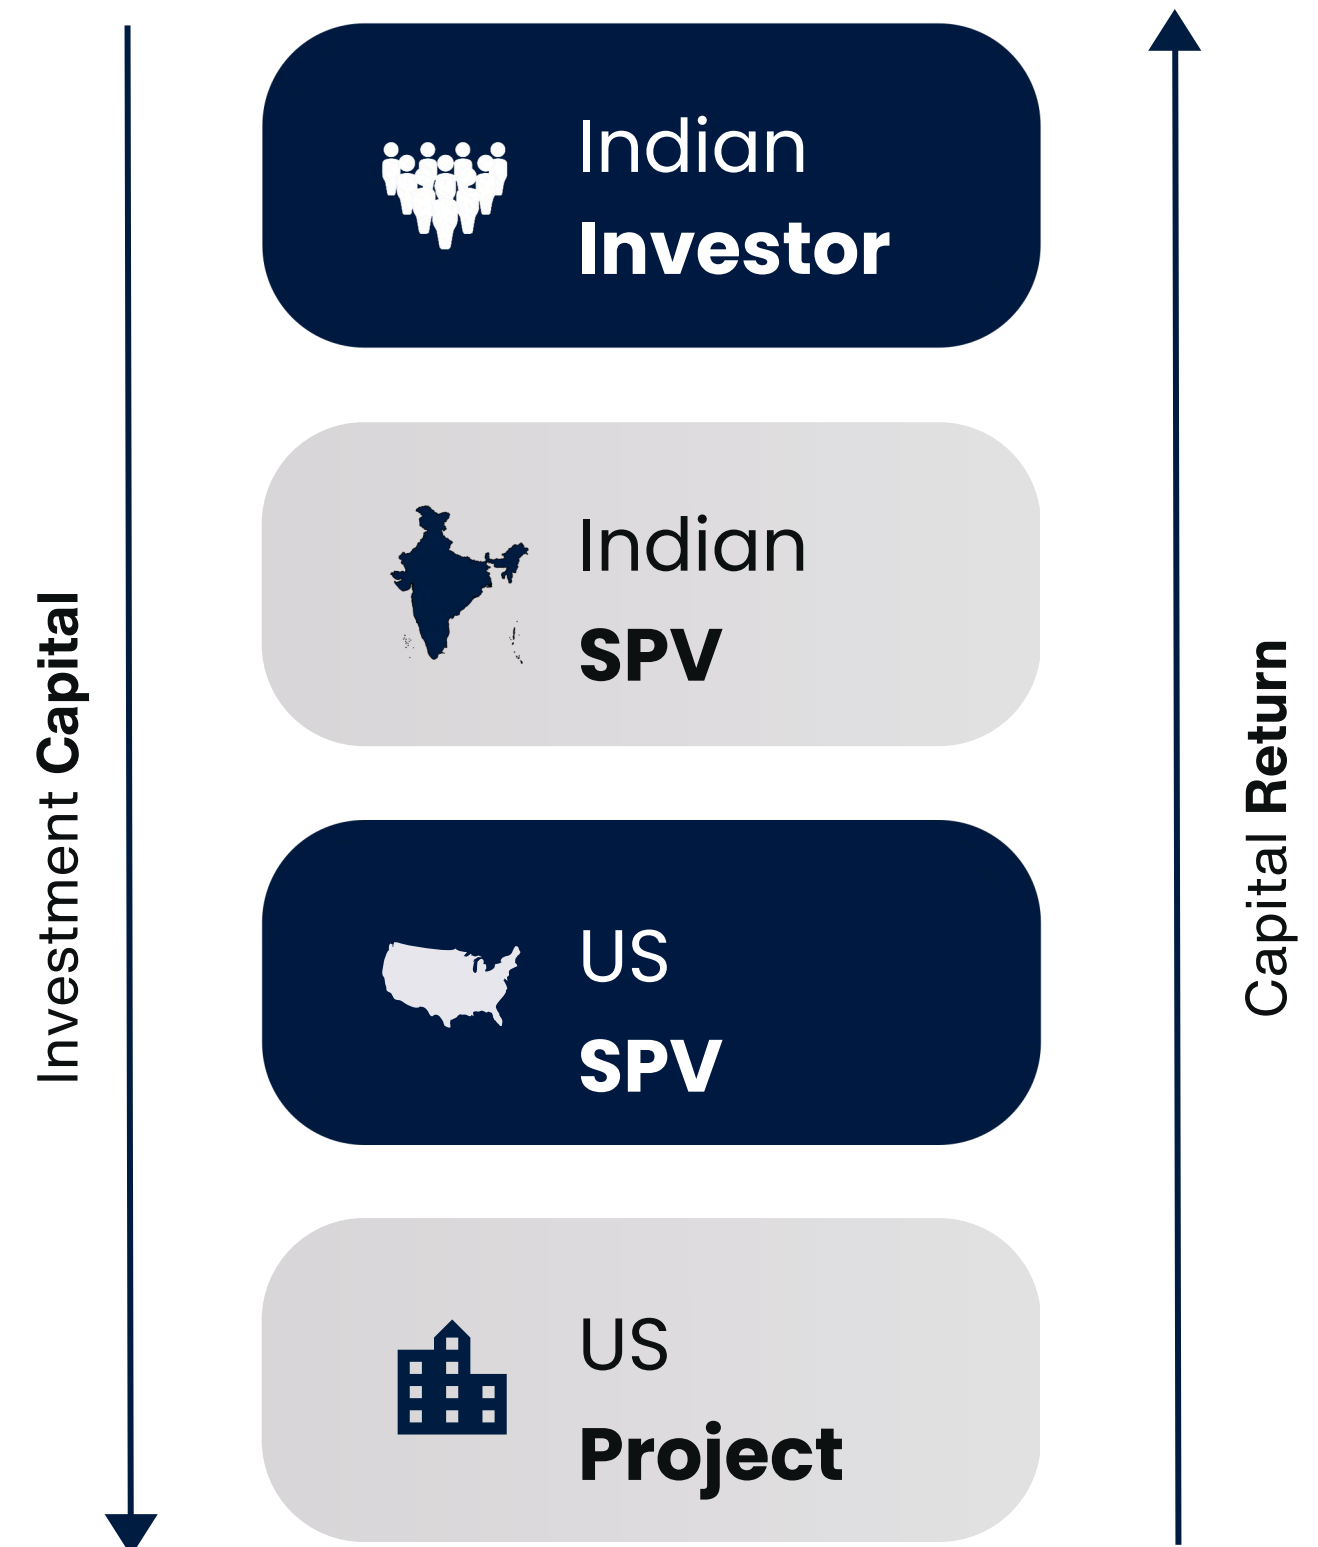 Indian
Investor
Indian
SPV
US
SPV
US
Project
Investment Capital
Capital Return